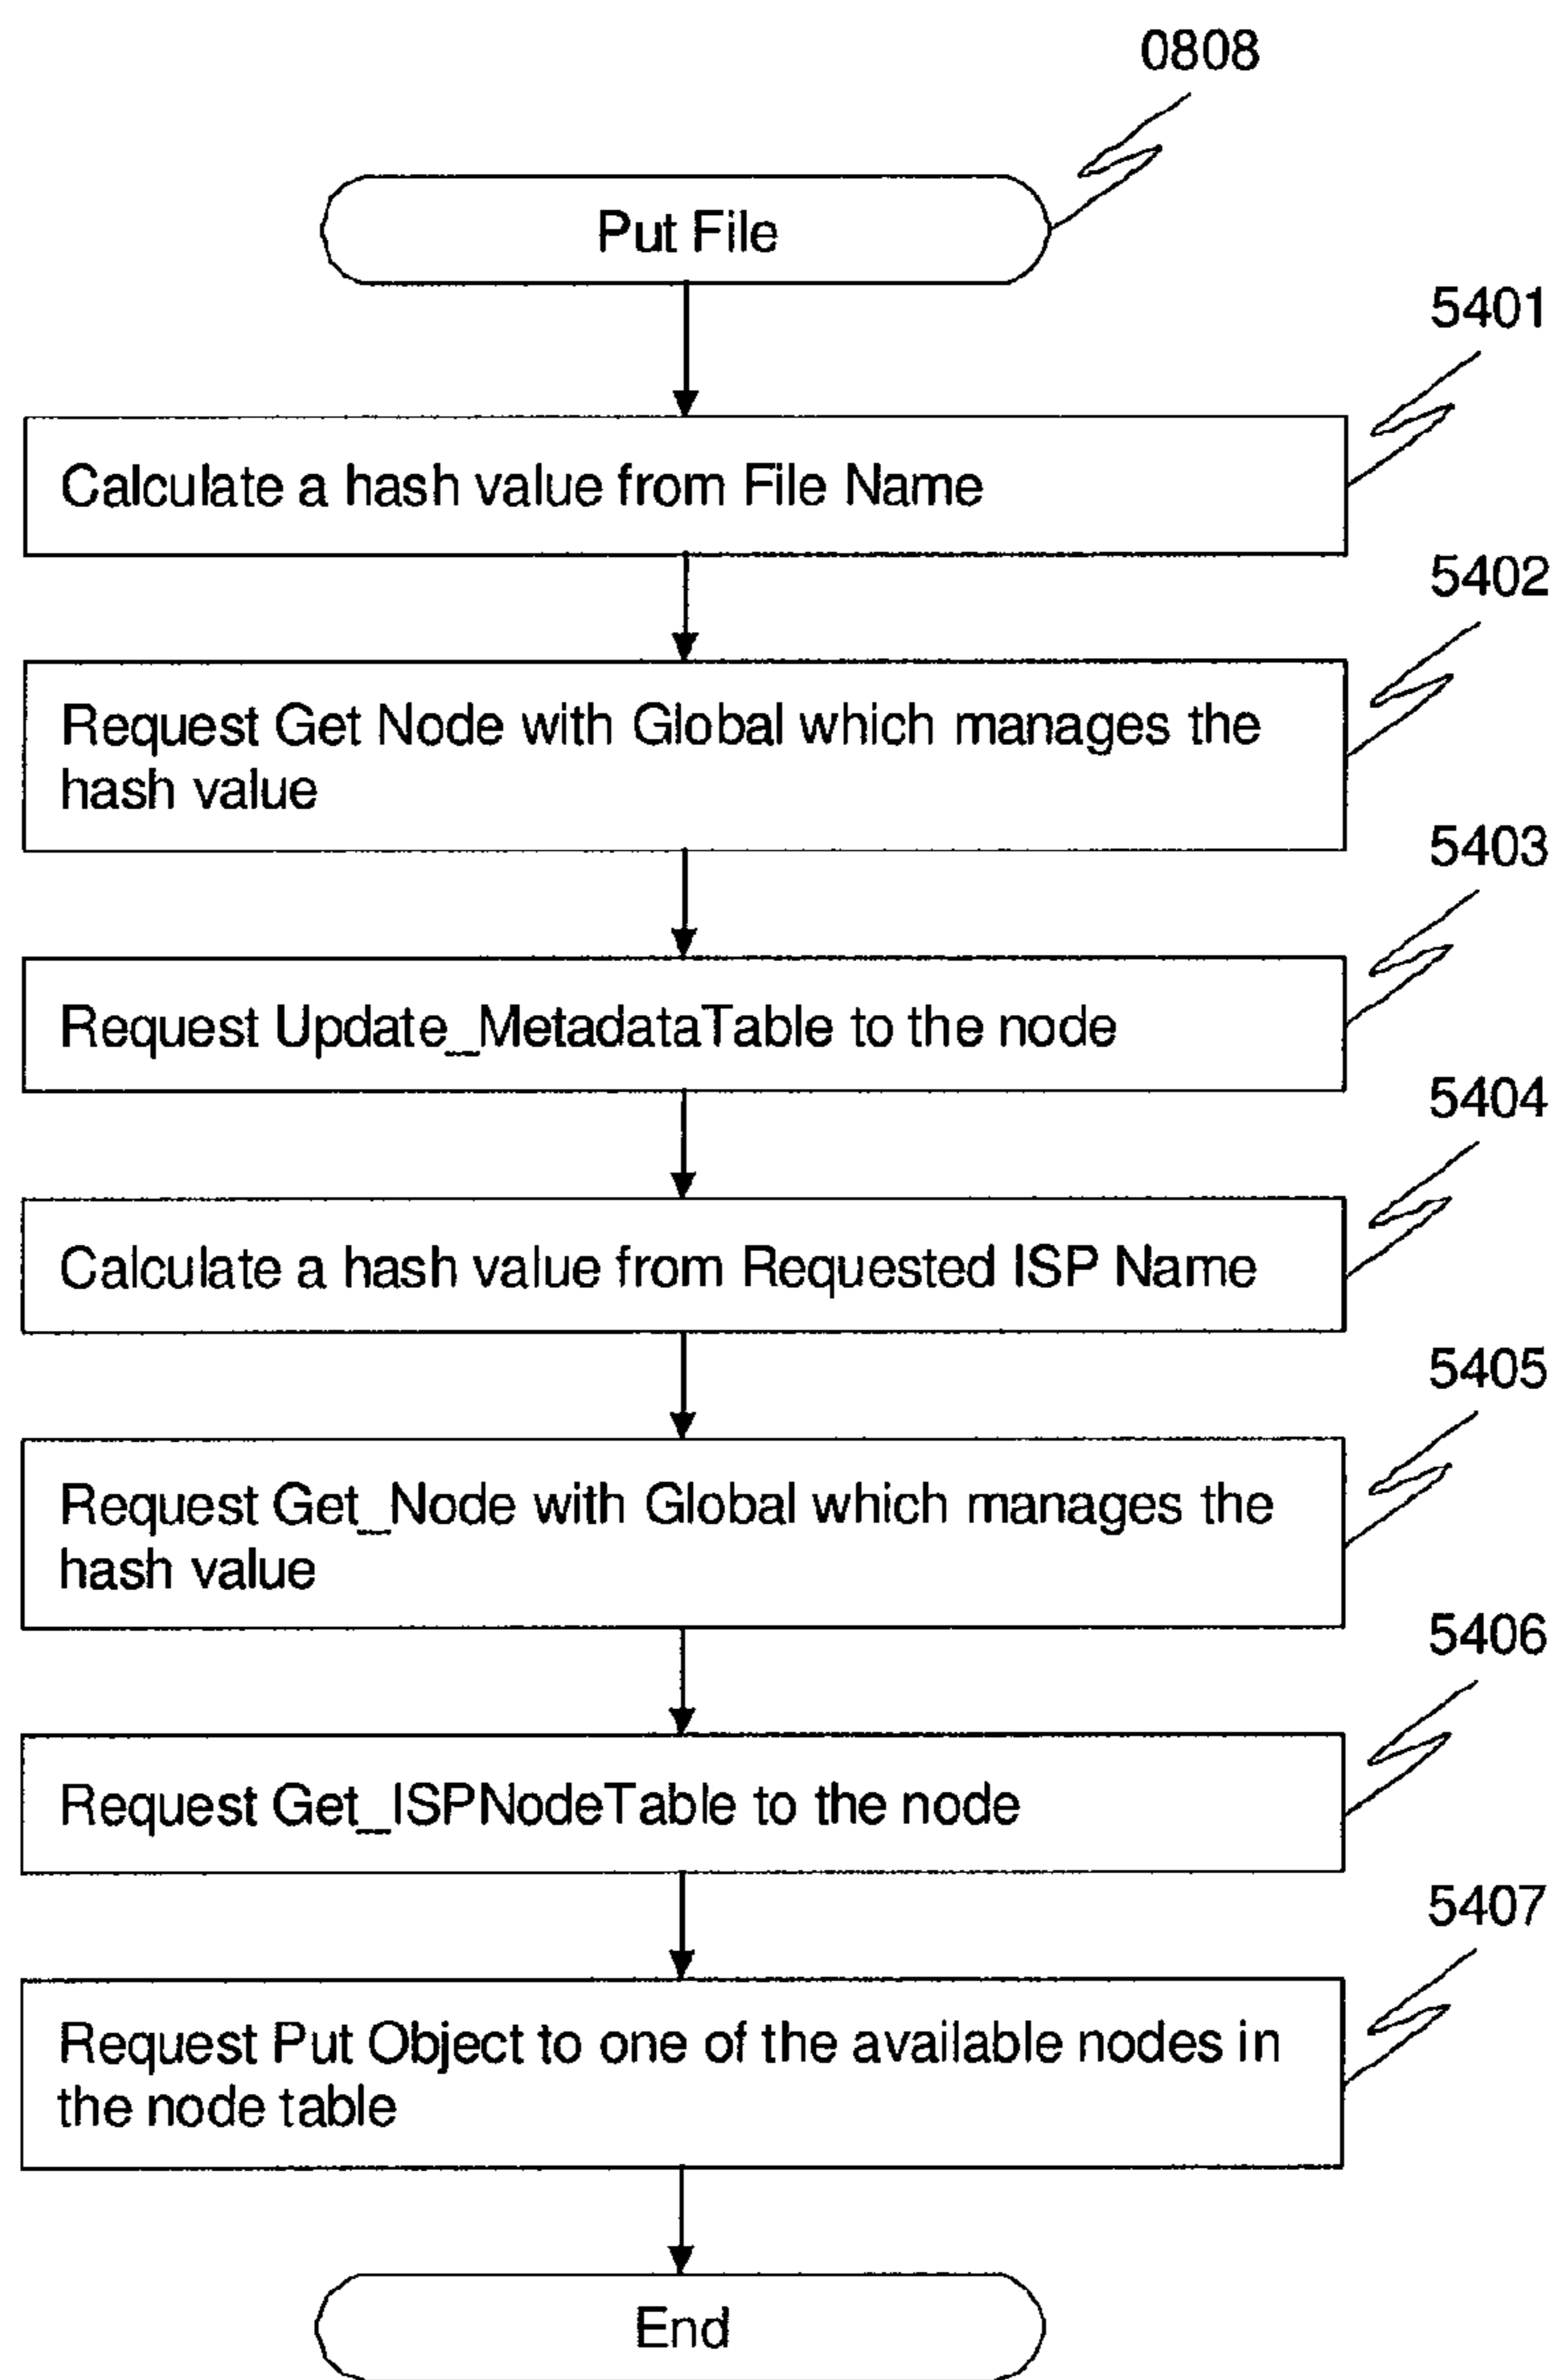 0808
Put File
5401
Calculate a hash value from File Name
5402
Request Get Node with Global which manages the
hash value
5403
Request Update_MetadataTable to the node
5404
Calculate a hash value from Requested ISP Name
5405
Request Get_Node with Global which manages the
hash value
5406
Request Get_ISPNodeTable to the node
5407
Request Put Object to one of the available nodes in
the node table
End